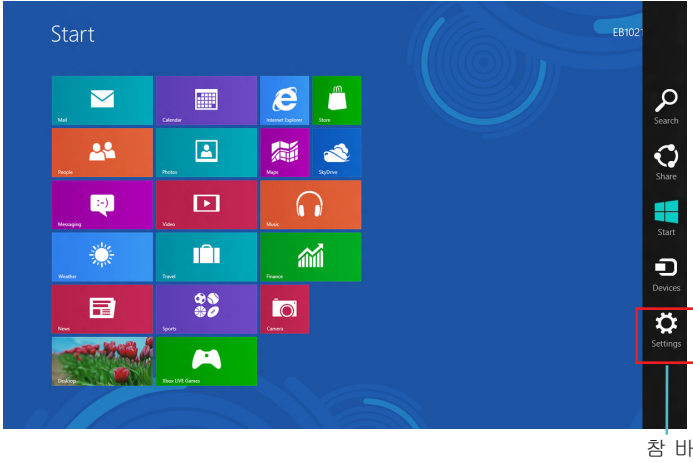 Start
EB1021
Mail
Calendar
Internet Explorer
Store
Search
People
Photos
Maps
SkyDrive
Share
Messaging
:-)
Video
Music
Start
Weather
Travel
Finance
Devices
News
Sports
Camera
Settings
Desktop
Xbox LIVE Games
참 바